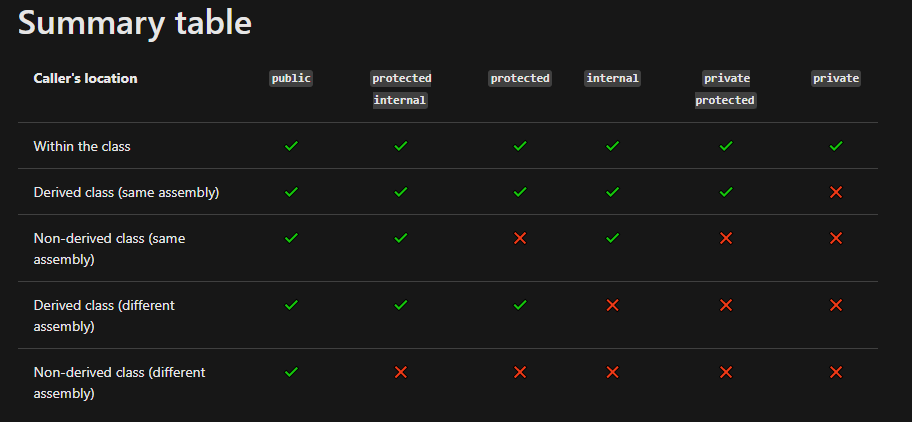 Summary table
Caller's location public protected internal protected internal private protected private
Within the class
Derived class (same assembly)
Non-derived class (same
assembly)
Derived class (different
assembly)
Non-derived class (different
assembly)